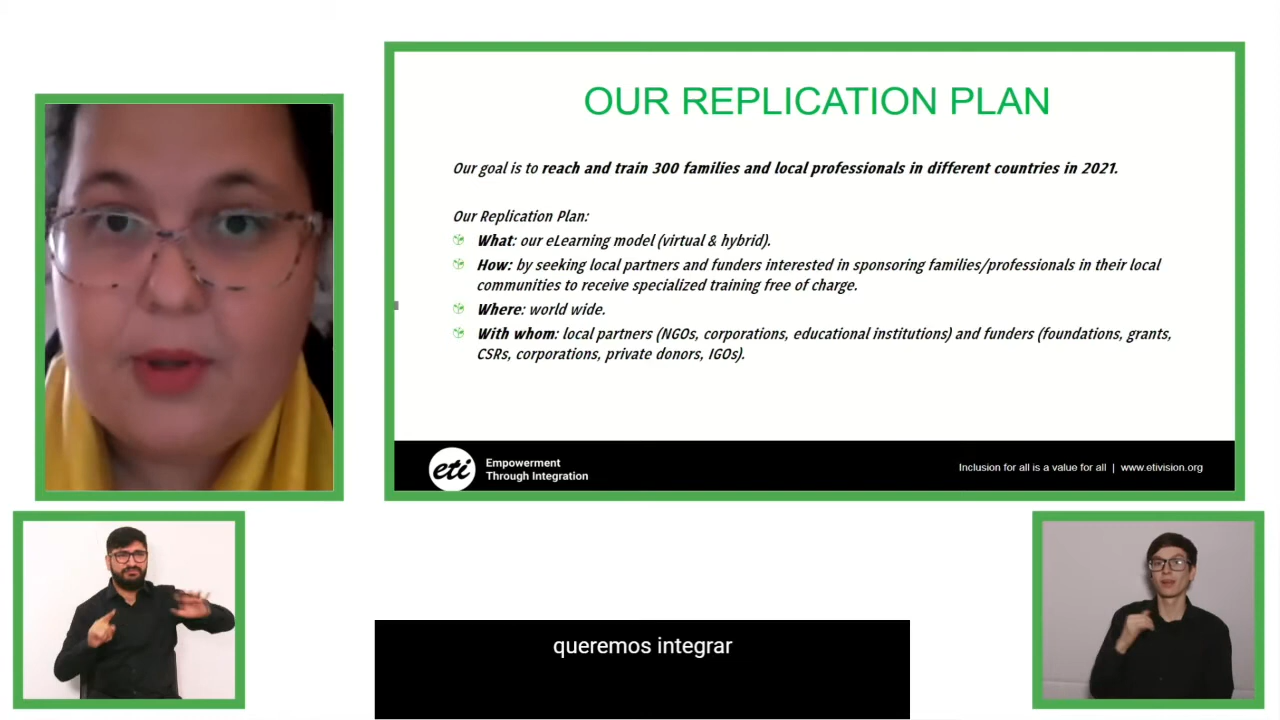 OUR REPLICATION PLAN
Our goal is to reach and train 300 families and local professionals in different countries in 2021.
Our Replication Plan:
What: our eLearning model (virtual & hybrid).
How: by seeking local partners and funders interested in sponsoring families/professionals in their local
communities to receive specialized training free of charge.
Where: world wide.
With whom: local partners (NGOs, corporations, educational institutions) and funders (foundations, grants,
CSRs, corporations, private donors, IGOs).
eti
Empowerment
Through Integration
Inclusion for all is a value for all | www.etivision.org
queremos integrar